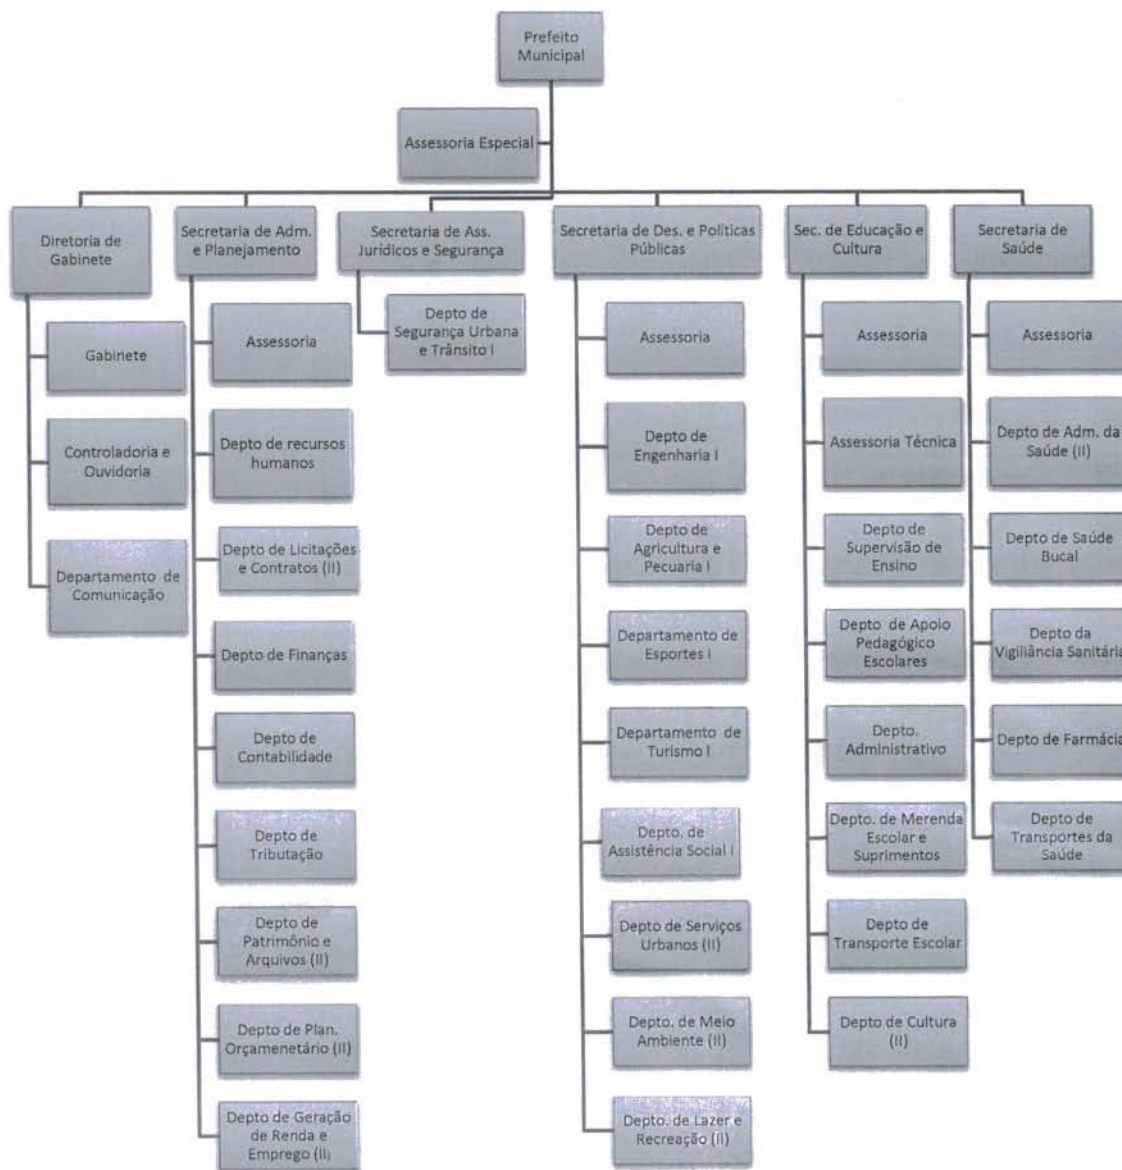 Prefeito
Municipal
Assessoria Especial
Diretoria de
Gabinete
Gabinete
Controladoria e
Ouvidoria
Departamento de
Comunicação
Secretaria de Adm.
e Planejamento
Assessoria
Depto de recursos
humanos
Depto de Licitações
e Contratos (II)
Depto de Finanças
Depto de
Contabilidade
Depto de
Tributação
Depto de
Patrimônio e
Arquivos (II)
Depto de Plan.
Orçamenetário (II)
Depto de Geração
de Renda e
Emprego (II)
Secretaria de Ass.
Jurídicos e Segurança
Depto de
Segurança Urbana
e Trânsito I
Secretaria de Des. e Políticas
Públicas
Assessoria
Depto de
Engenharia I
Depto de
Agricultura e
Pecuaria I
Departamento de
Esportes I
Departamento de
Turismo I
Depto. de
Assistência Social I
Depto de Serviços
Urbanos (II)
Depto. de Meio
Ambiente (II)
Depto. de Lazer e
Recreação (II)
Sec. de Educação e
Cultura
Assessoria
Assessoria Técnica
Depto de
Supervisão de
Ensino
Depto de Apoio
Pedagógico
Escolares
Depto.
Administrativo
Depto. de Merenda
Escolar e
Suprimentos
Depto de
Transporte Escolar
Depto de Cultura
(II)
Secretaria de
Saúde
Assessoria
Depto de Adm. da
Saúde (II)
Depto de Saúde
Bucal
Depto da
Vigiliância Sanitária
Depto de Farmácia
Depto de
Transportes da
Saúde